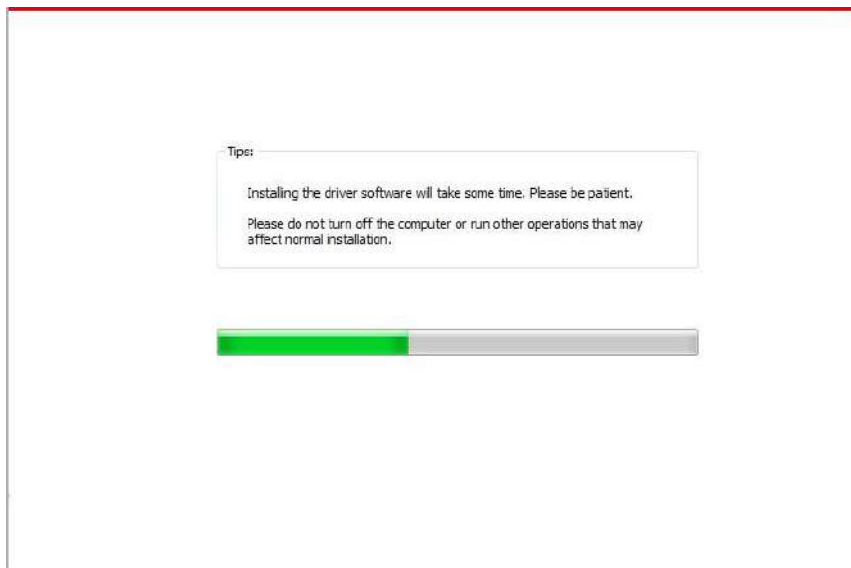 Tips:
Installing the driver software will take some time. Please be patient.
Please do not turn off the computer or run other operations that may
affect normal installation.